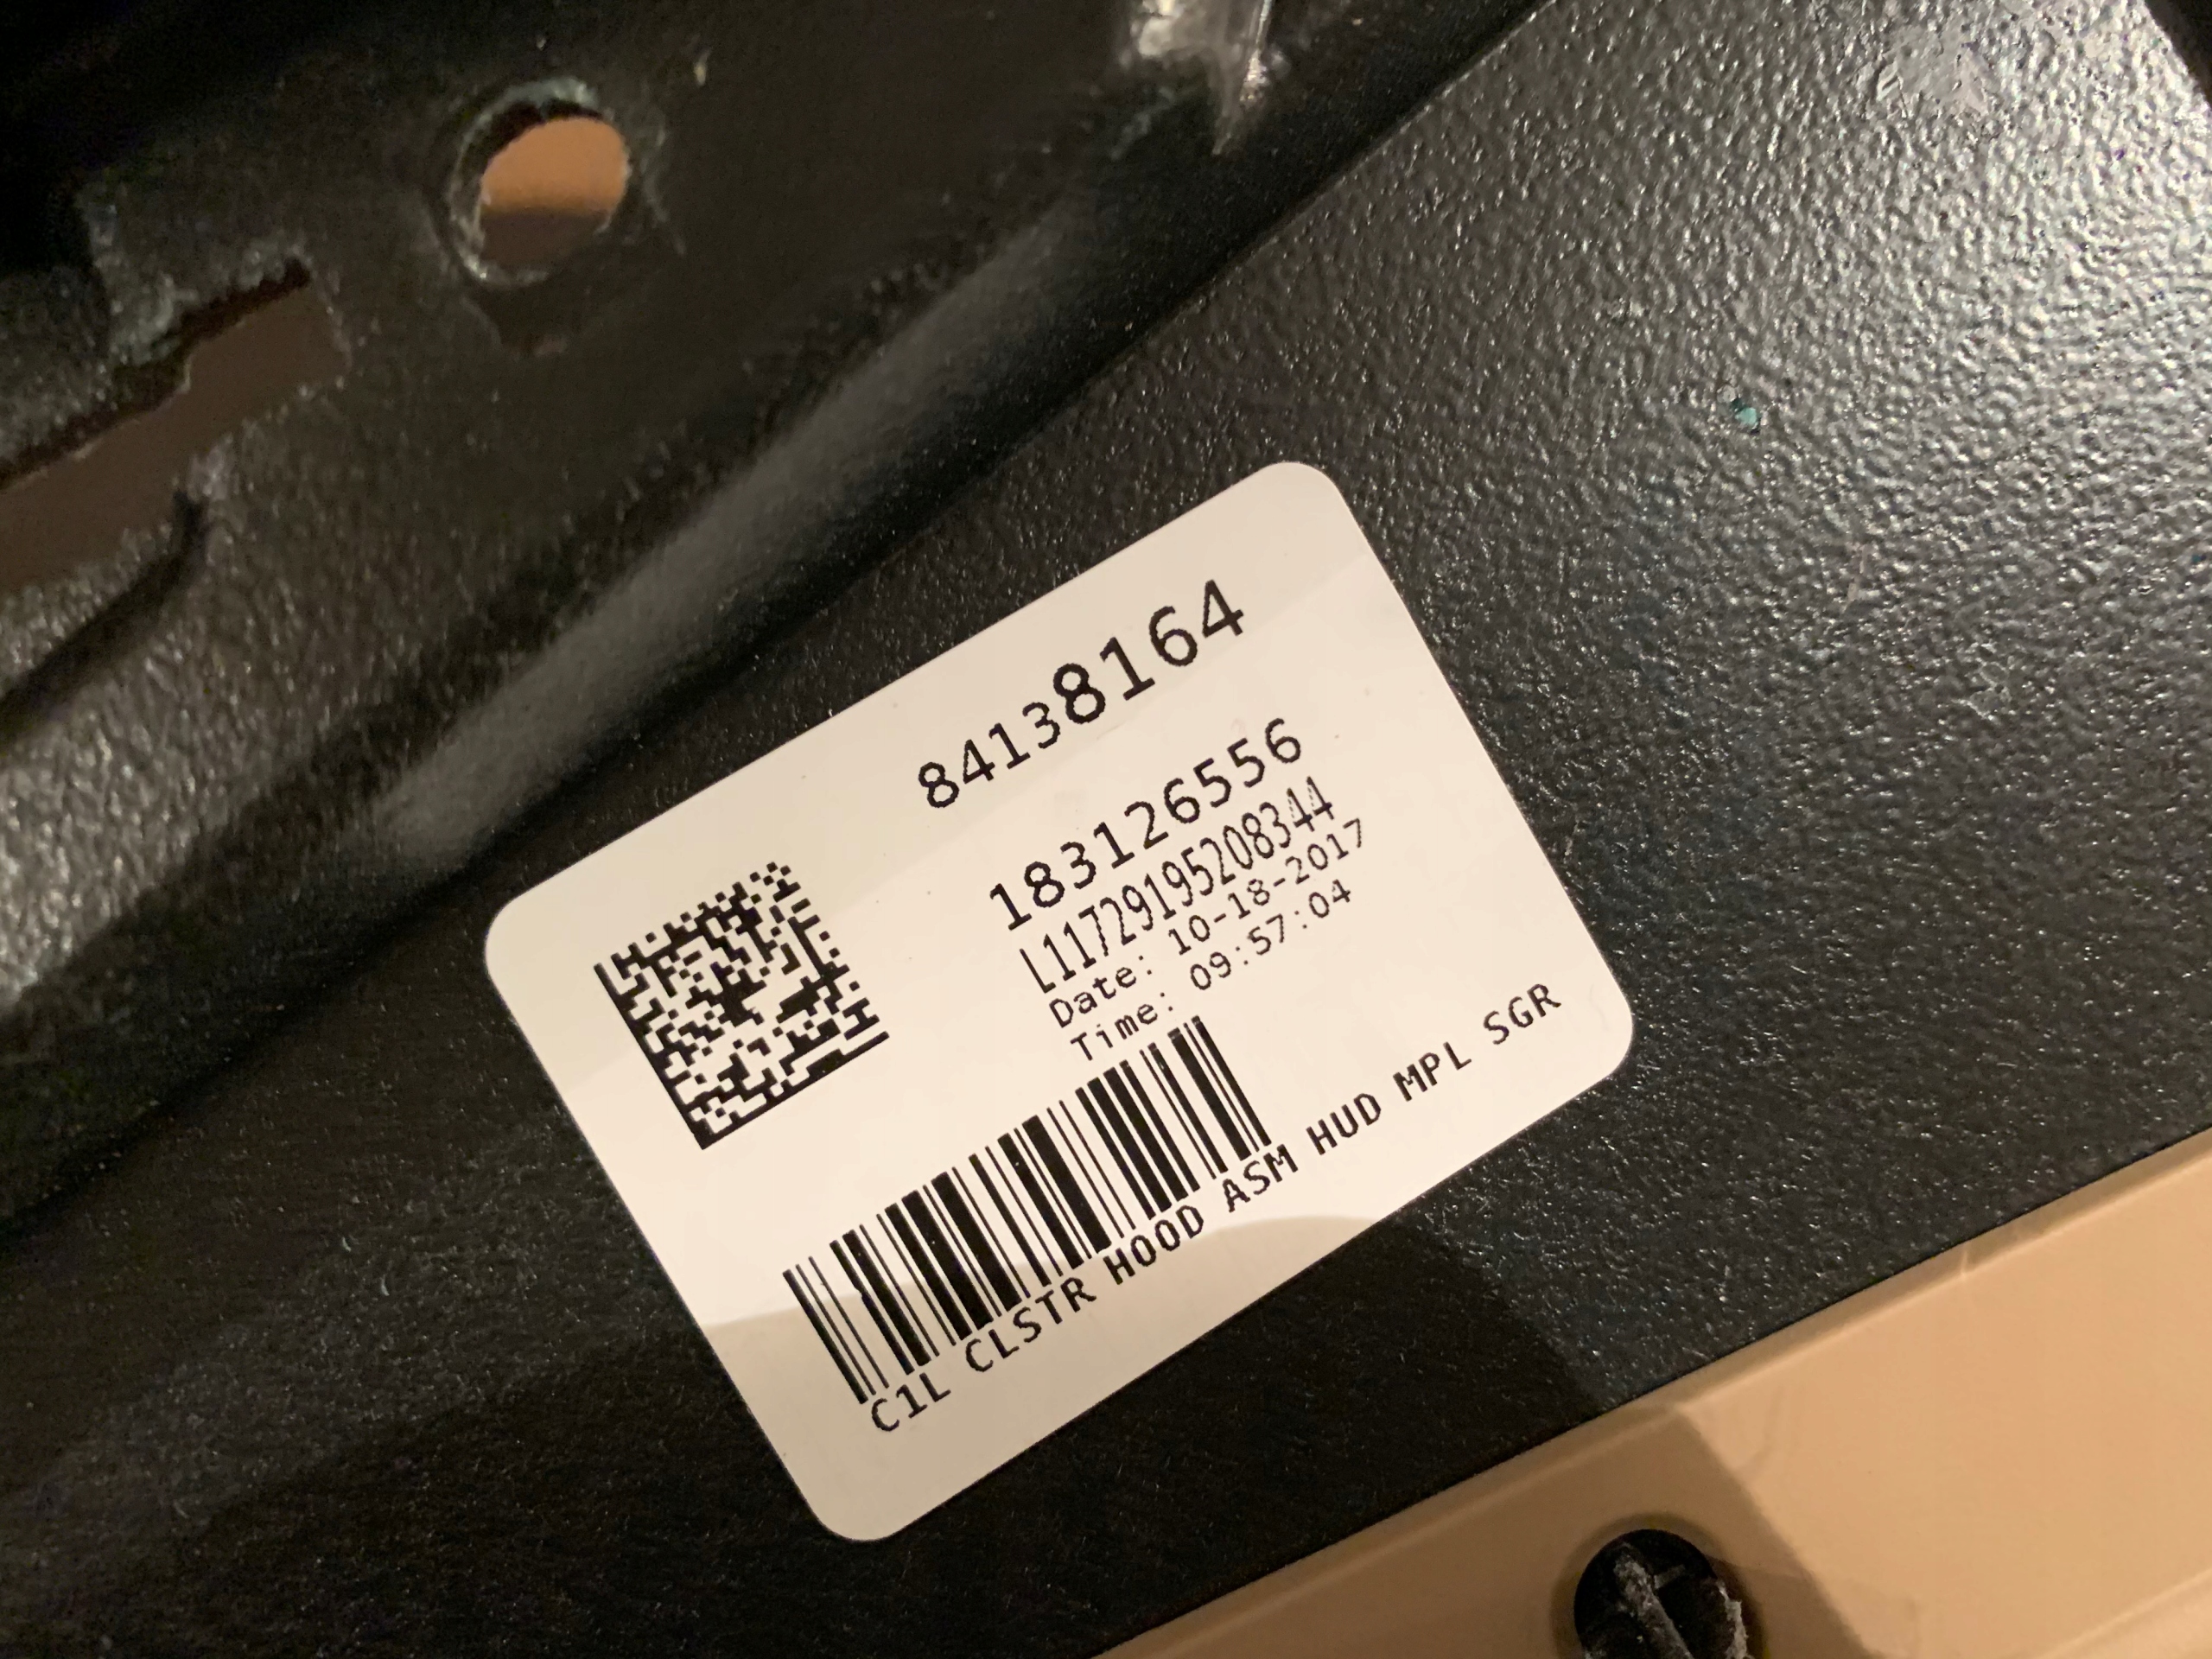 84138164
183126556
L11729195208344
Date: 10-18-2017
Time: 09:57:04
C1L CLSTR HOOD ASM HUD MPL SGR